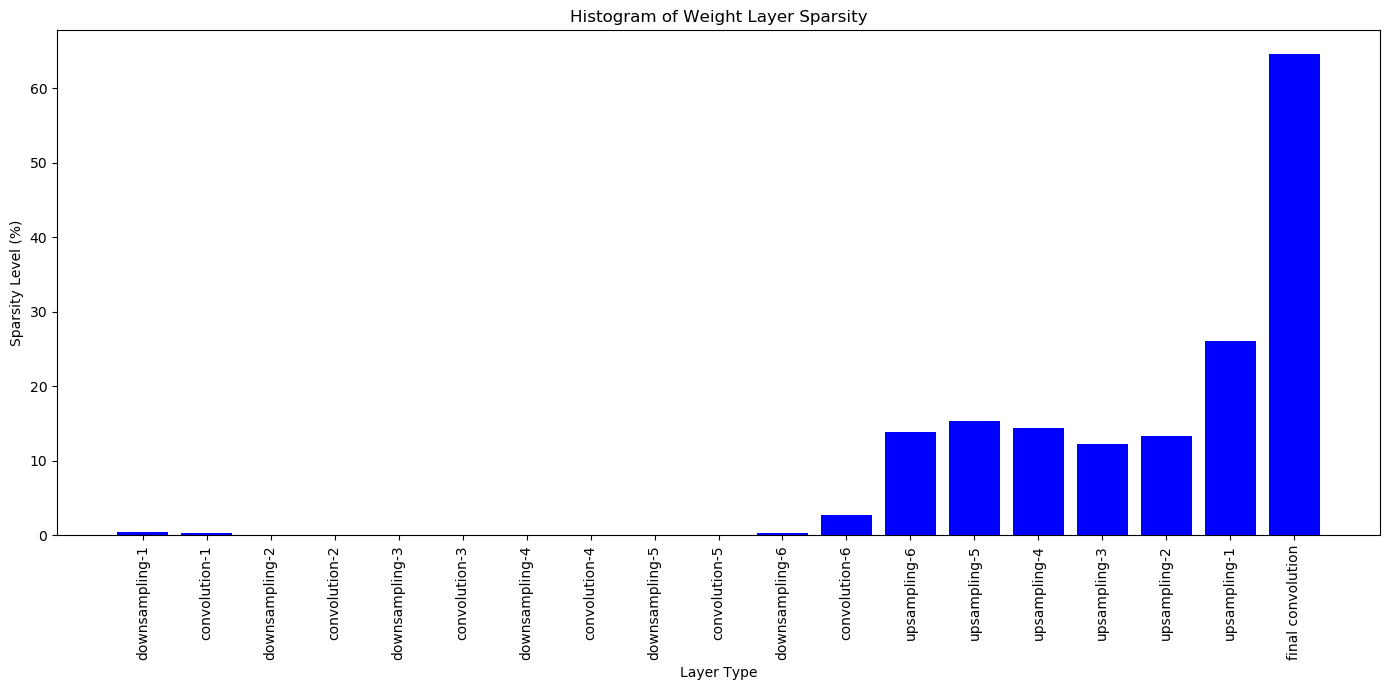 Histogram of Weight Layer Sparsity
Sparsity Level (%)
60
50
40
30
20
10
0
downsampling-1
convolution-1
downsampling-2
convolution-2
downsampling-3
convolution-3
downsampling-4
convolution-4
downsampling-5
convolution-5
downsampling-6
convolution-6
upsampling-6
upsampling-5
upsampling-4
upsampling-3
upsampling-2
upsampling-1
final convolution
Layer Type